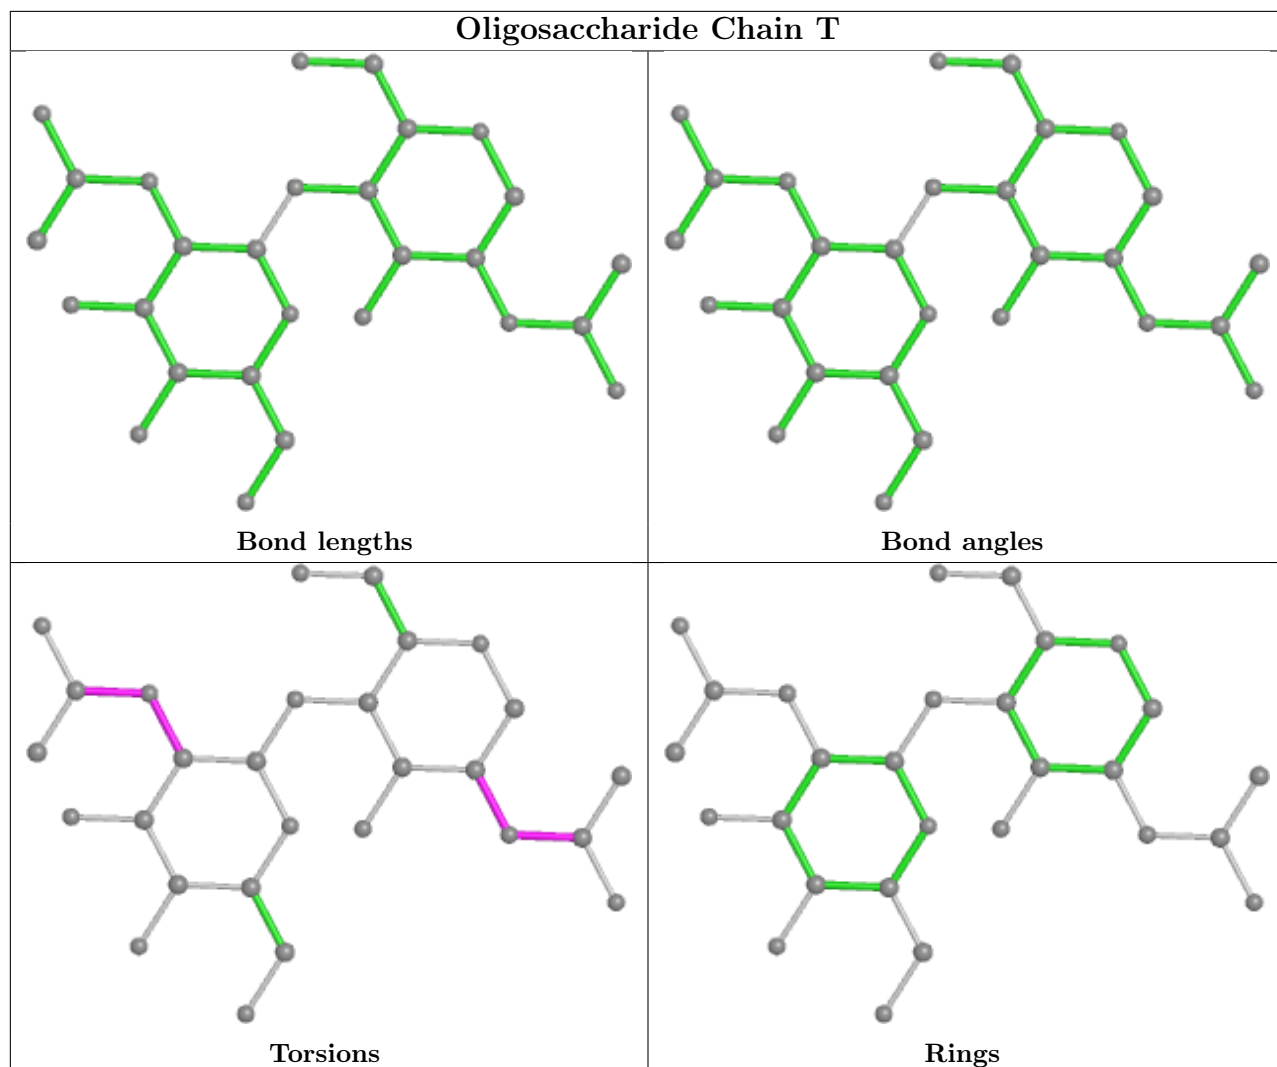 Oligosaccharide Chain T
Bond lengths
Bond angles
Torsions
Rings